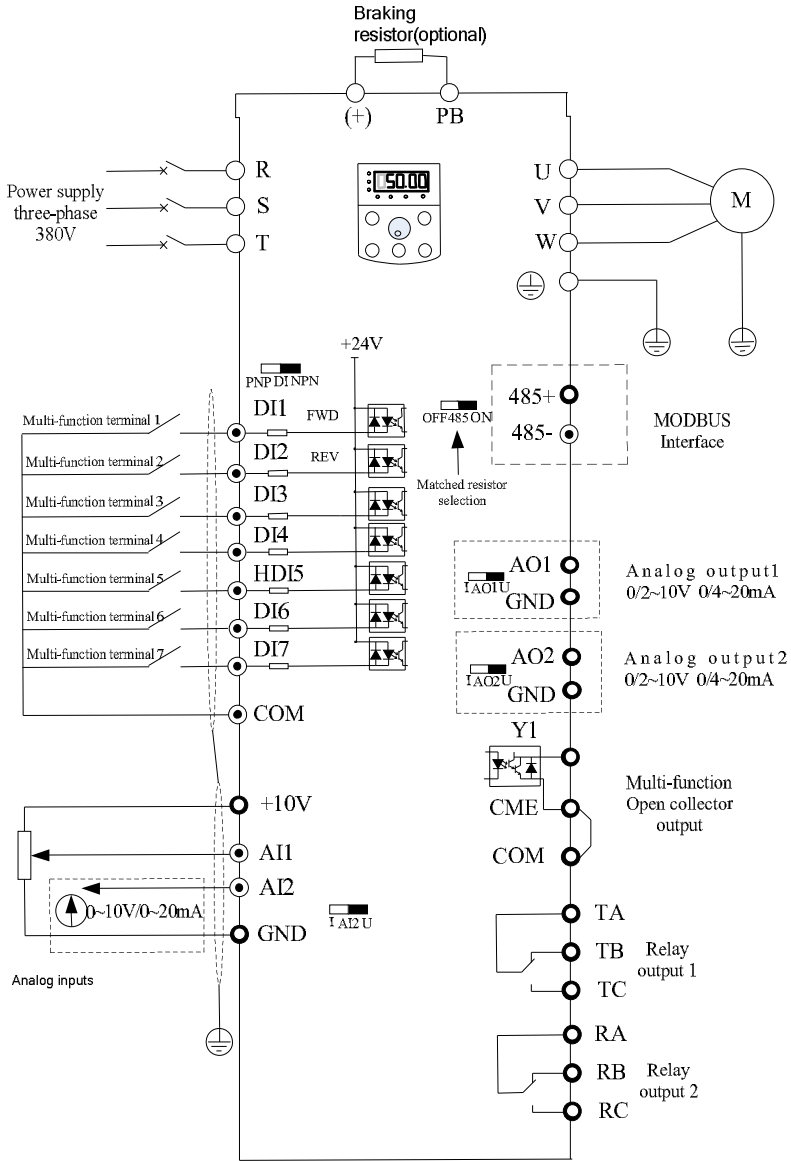 Braking
resistor(optional)
(+)
PB
Power supply
three-phase
380V
R
S
T
50.00
U
V
W
M
+24V
PNP DI NPN
Multi-function terminal 1
DI1
FWD
Multi-function terminal 2
DI2
REV
Multi-function terminal 3
DI3
Multi-function terminal 4
DI4
Multi-function terminal 5
HDI5
Multi-function terminal 6
DI6
Multi-function terminal 7
DI7
COM
OFF485 ON
Matched resistor
selection
485+
485-
MODBUS
Interface
AO1
I AO1 U
GND
Analog output1
0/2~10V 0/4~20mA
AO2
I AO2 U
GND
Analog output2
0/2~10V 0/4~20mA
Y1
CME
COM
Multi-function
Open collector
output
+10V
AI1
AI2
0~10V/0~20mA
GND
I AI2 U
Analog inputs
TA
TB
TC
Relay
output 1
RA
RB
RC
Relay
output 2